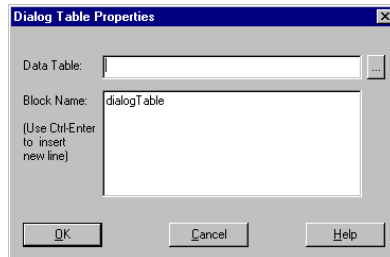 Dialog Table Properties
Data Table:
...
Block Name:
dialogTable
(Use Ctrl-Enter
to insert
new line)
OK
Cancel
Help